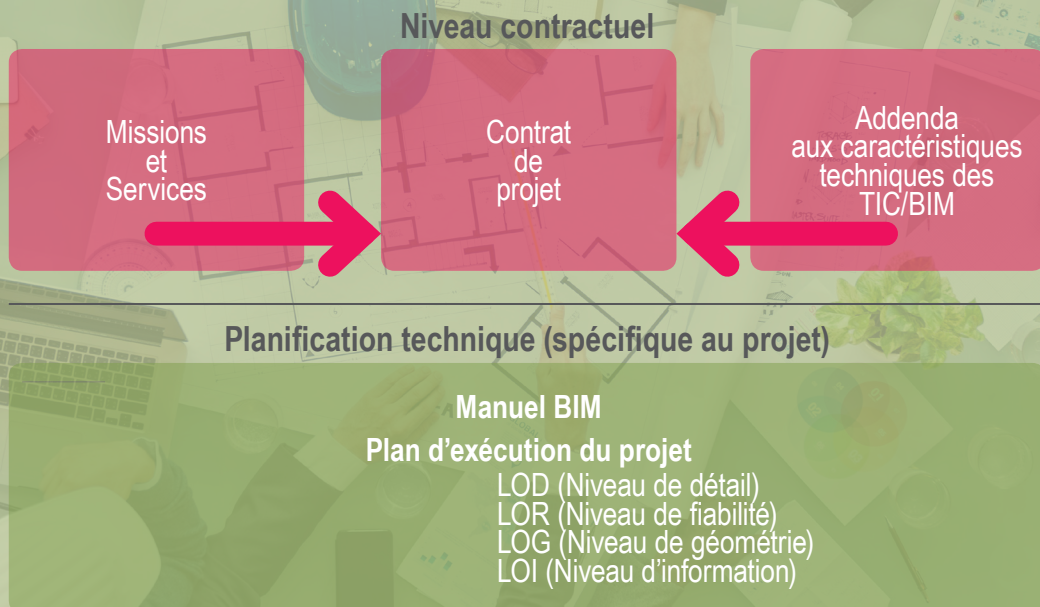 Niveau contractuel
Missions
et
Services
Contrat
de
projet
Addenda
aux caractéristiques
techniques des
TIC/BIM
Planification technique (spécifique au projet)
Manuel BIM
Plan d’exécution du projet
LOD (Niveau de détail)
LOR (Niveau de fiabilité)
LOG (Niveau de géométrie)
LOI (Niveau d’information)